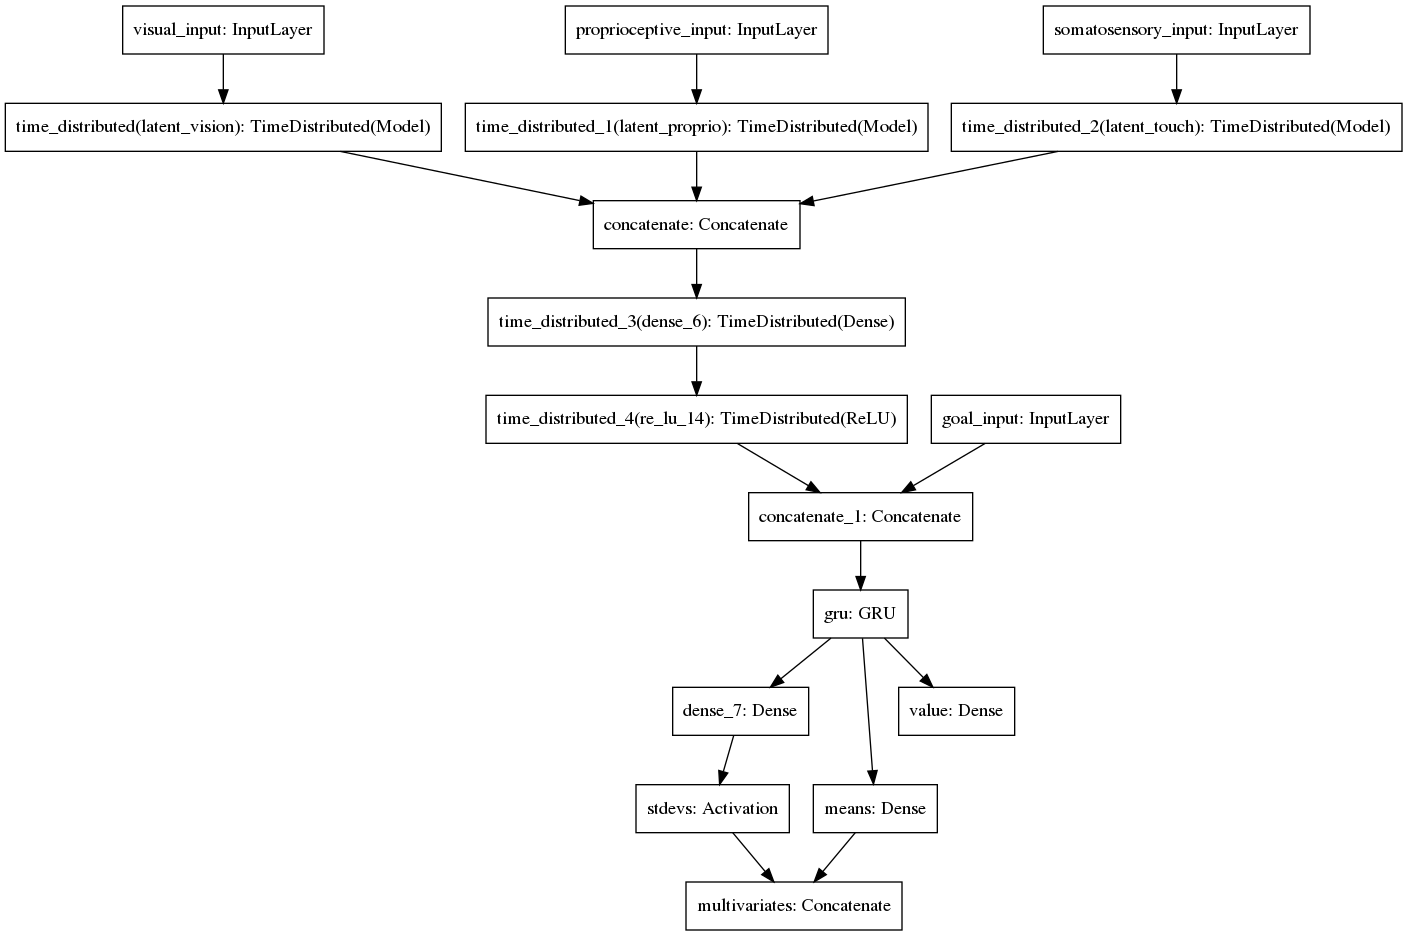 visual_input: InputLayer
proprioceptive_input: InputLayer
somatosensory_input: InputLayer
time_distributed(latent_vision): TimeDistributed(Model)
time_distributed_1(latent_proprio): TimeDistributed(Model)
time_distributed_2(latent_touch): TimeDistributed(Model)
concatenate: Concatenate
time_distributed_3(dense_6): TimeDistributed(Dense)
time_distributed_4(re_lu_14): TimeDistributed(ReLU)
goal_input: InputLayer
concatenate_1: Concatenate
gru: GRU
dense_7: Dense
value: Dense
stdevs: Activation
means: Dense
multivariates: Concatenate